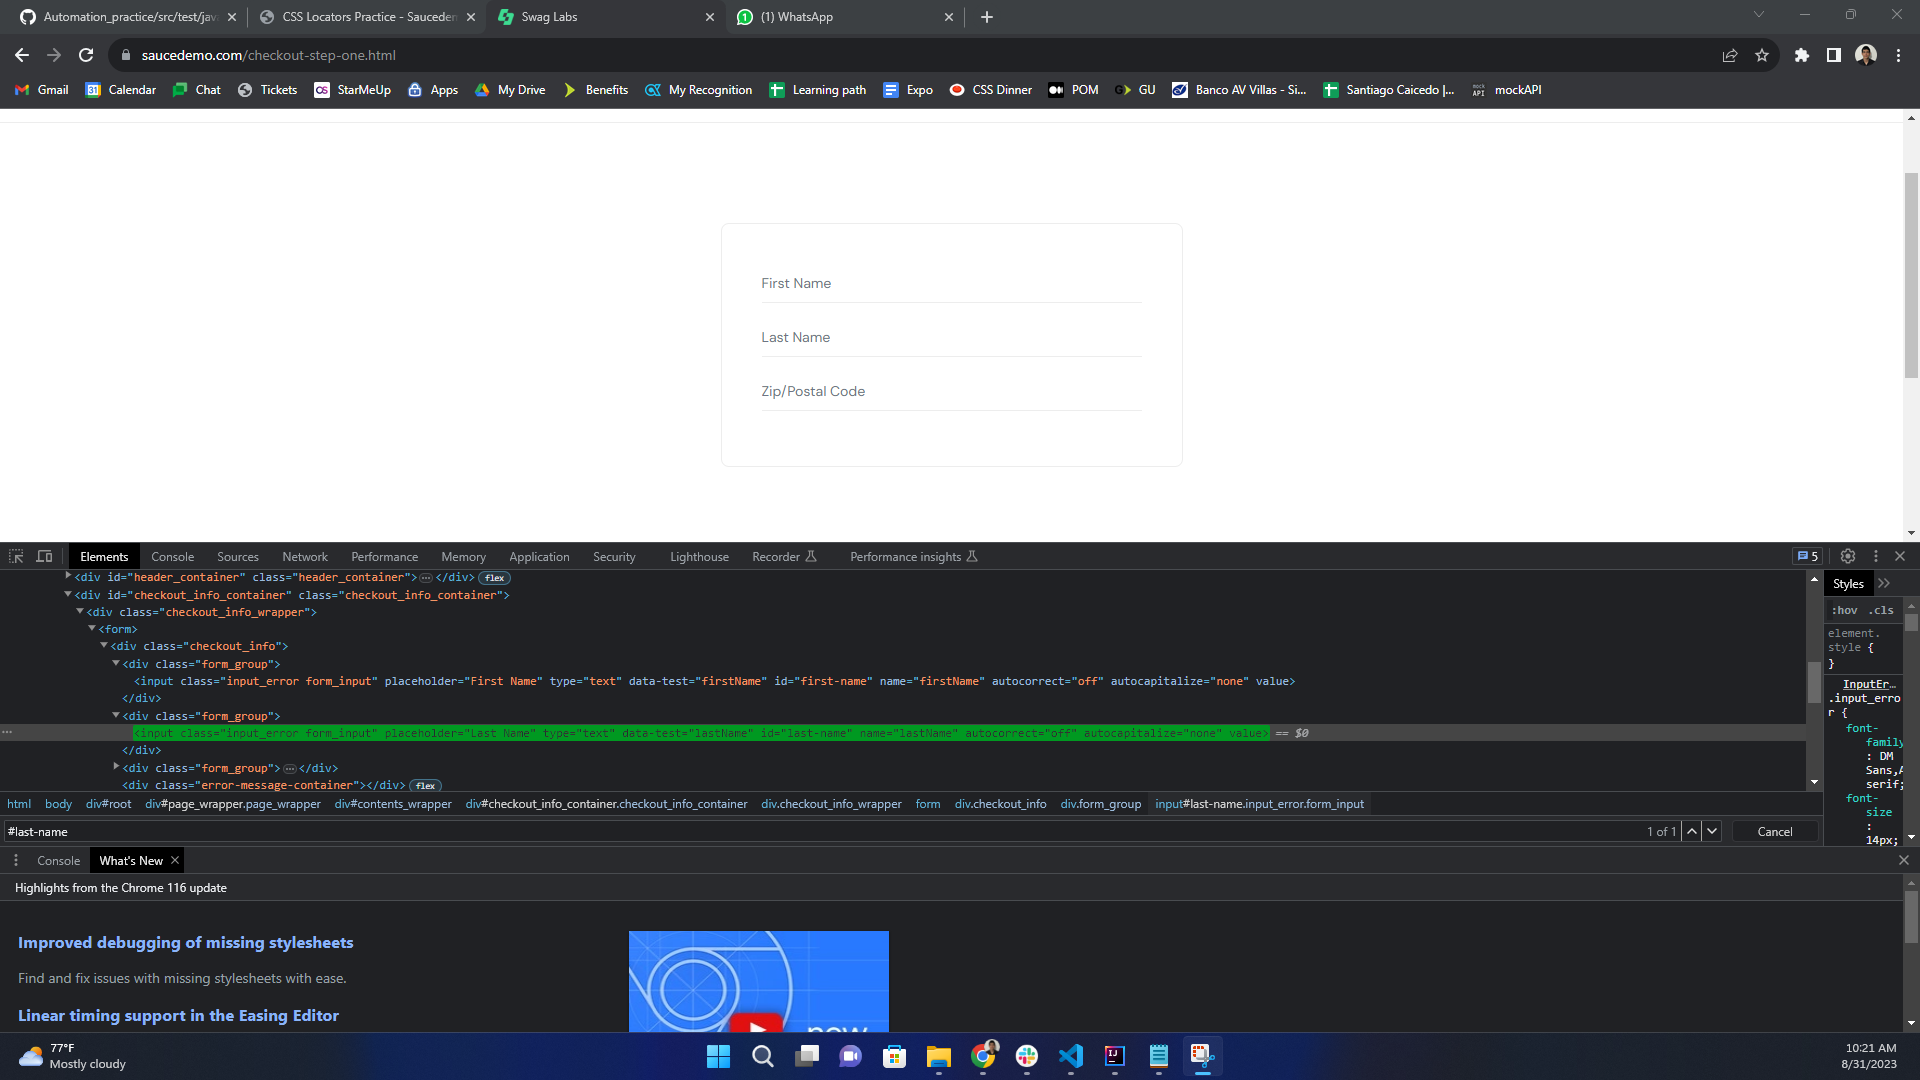 Automation_practice/src/test/jav
CSS Locators Practice - Saucedem
Swag Labs
(1) WhatsApp
saucedemo.com/checkout-step-one.html
Gmail
31 Calendar
Chat
Tickets
StarMeUp
Apps
My Drive
Benefits
My Recognition
Learning path
Expo
CSS Dinner
POM
GU
Banco AV Villas - Si...
Santiago Caicedo |...
mockAPI
First Name
Last Name
Zip/Postal Code
Elements Console Sources Network Performance Memory Application Security Lighthouse Recorder Performance insights 5
<div id="header_container" class="header_container">…</div> flex
<div id="checkout_info_container" class="checkout_info_container">
<div class="checkout_info_wrapper">
<form>
<div class="checkout_info">
<div class="form_group">
<input class="input_error form_input" placeholder="First Name" type="text" data-test="firstName" id="first-name" name="firstName" autocorrect="off" autocapitalize="none" value>
</div>
<div class="form_group">
<input class="input_error form_input" placeholder="Last Name" type="text" data-test="lastName" id="last-name" name="lastName" autocorrect="off" autocapitalize="none" value> == $0
</div>
<div class="form_group">…</div>
<div class="error-message-container"></div> flex
html body div#root div#page_wrapper.page_wrapper div#contents_wrapper div#checkout_info_container.checkout_info_container div.checkout_info_wrapper form div.checkout_info div.form_group input#last-name.input_error.form_input
#last-name 1 of 1 Cancel
Styles
:hov .cls
element.
style {
}
InputEr…
.input_erro
r {
font-
family
: DM
Sans,A
serif;
font-
size
:
14px;
Console What's New
Highlights from the Chrome 116 update
Improved debugging of missing stylesheets
Find and fix issues with missing stylesheets with ease.
Linear timing support in the Easing Editor
new
77°F
Mostly cloudy
10:21 AM
8/31/2023